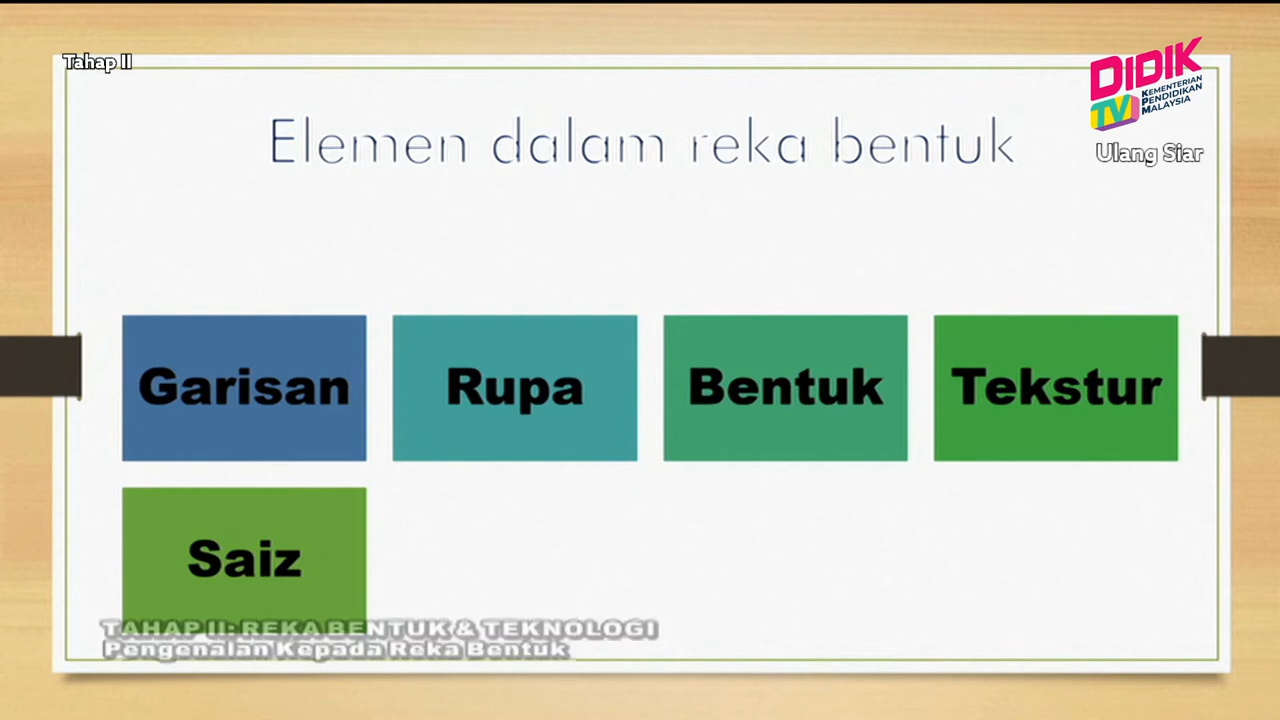 Tahap II
DIDIK
TV
KEMENTERIAN
PENDIDIKAN
MALAYSIA
Ulang Siar
Elemen dalam reka bentuk
Garisan
Rupa
Bentuk
Tekstur
Saiz
TAHAP II: REKA BENTUK & TEKNOLOGI
Pengenalan Kepada Reka Bentuk